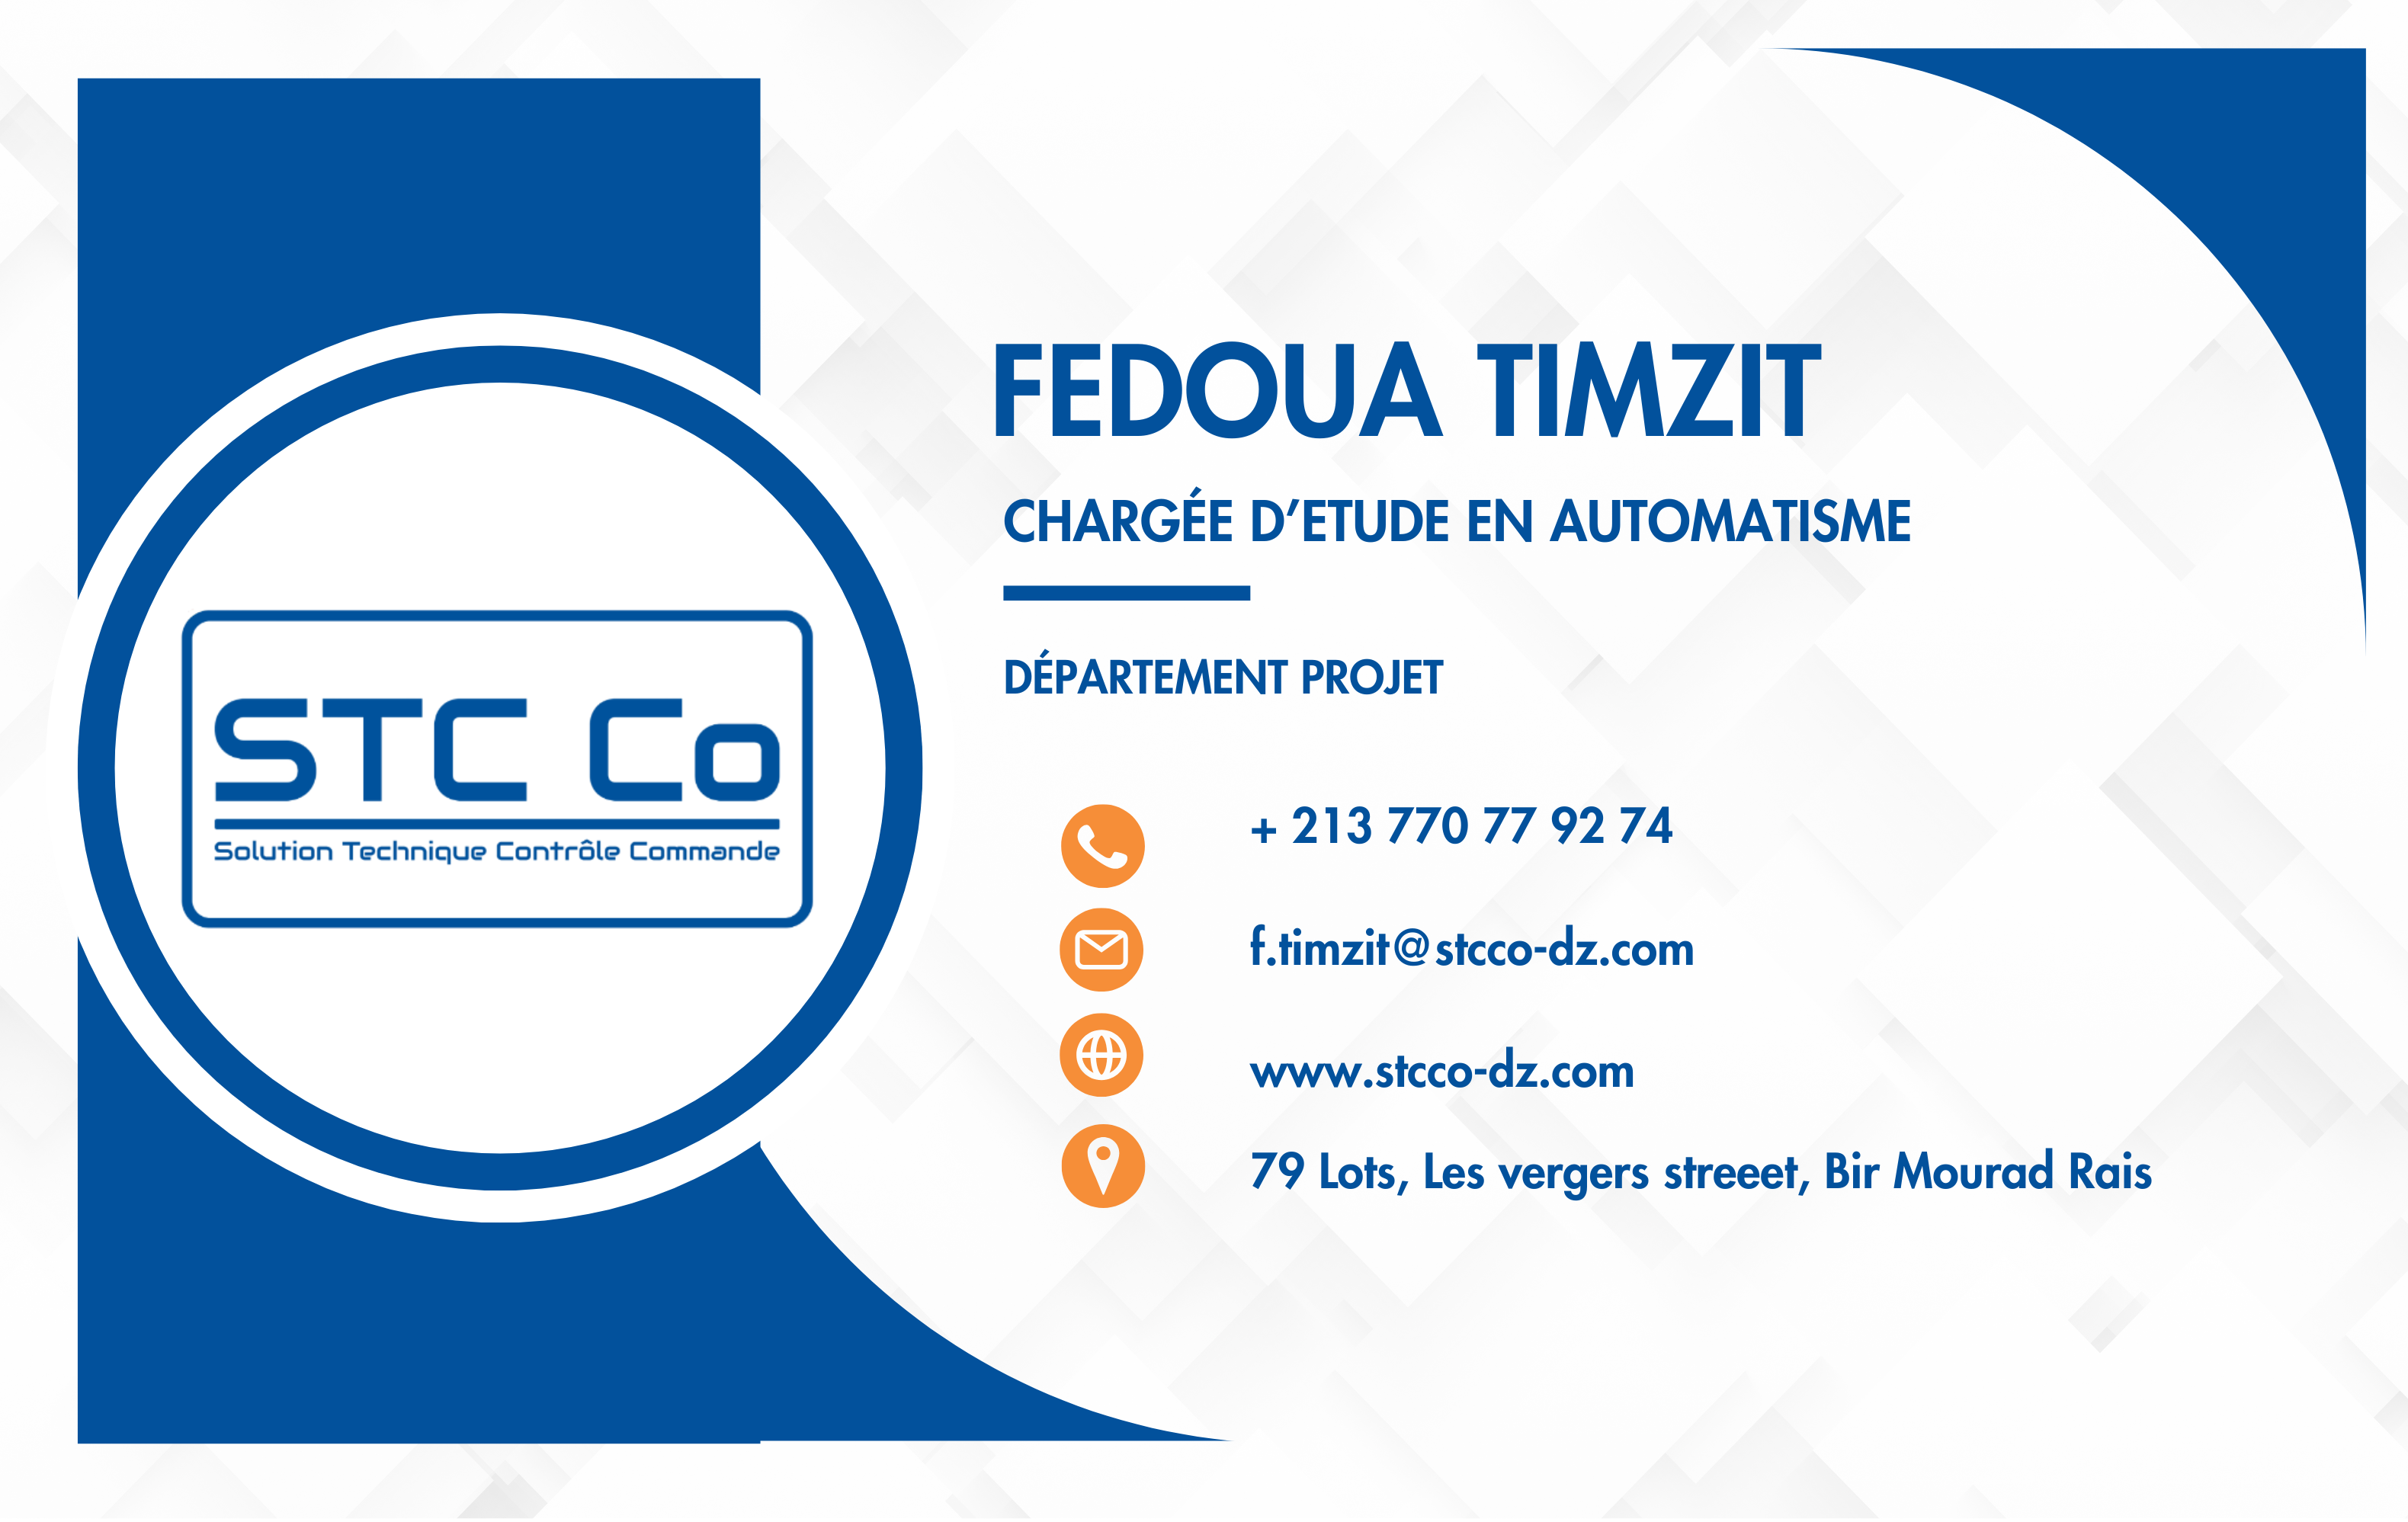 STC Co
Solution Technique Contrôle Commande
FEDOUA TIMZIT
CHARGÉE D’ETUDE EN AUTOMATISME
DÉPARTEMENT PROJET
+ 213 770 77 92 74
f.timzit@stcco-dz.com
www.stcco-dz.com
79 Lots, Les vergers streeet, Bir Mourad Rais